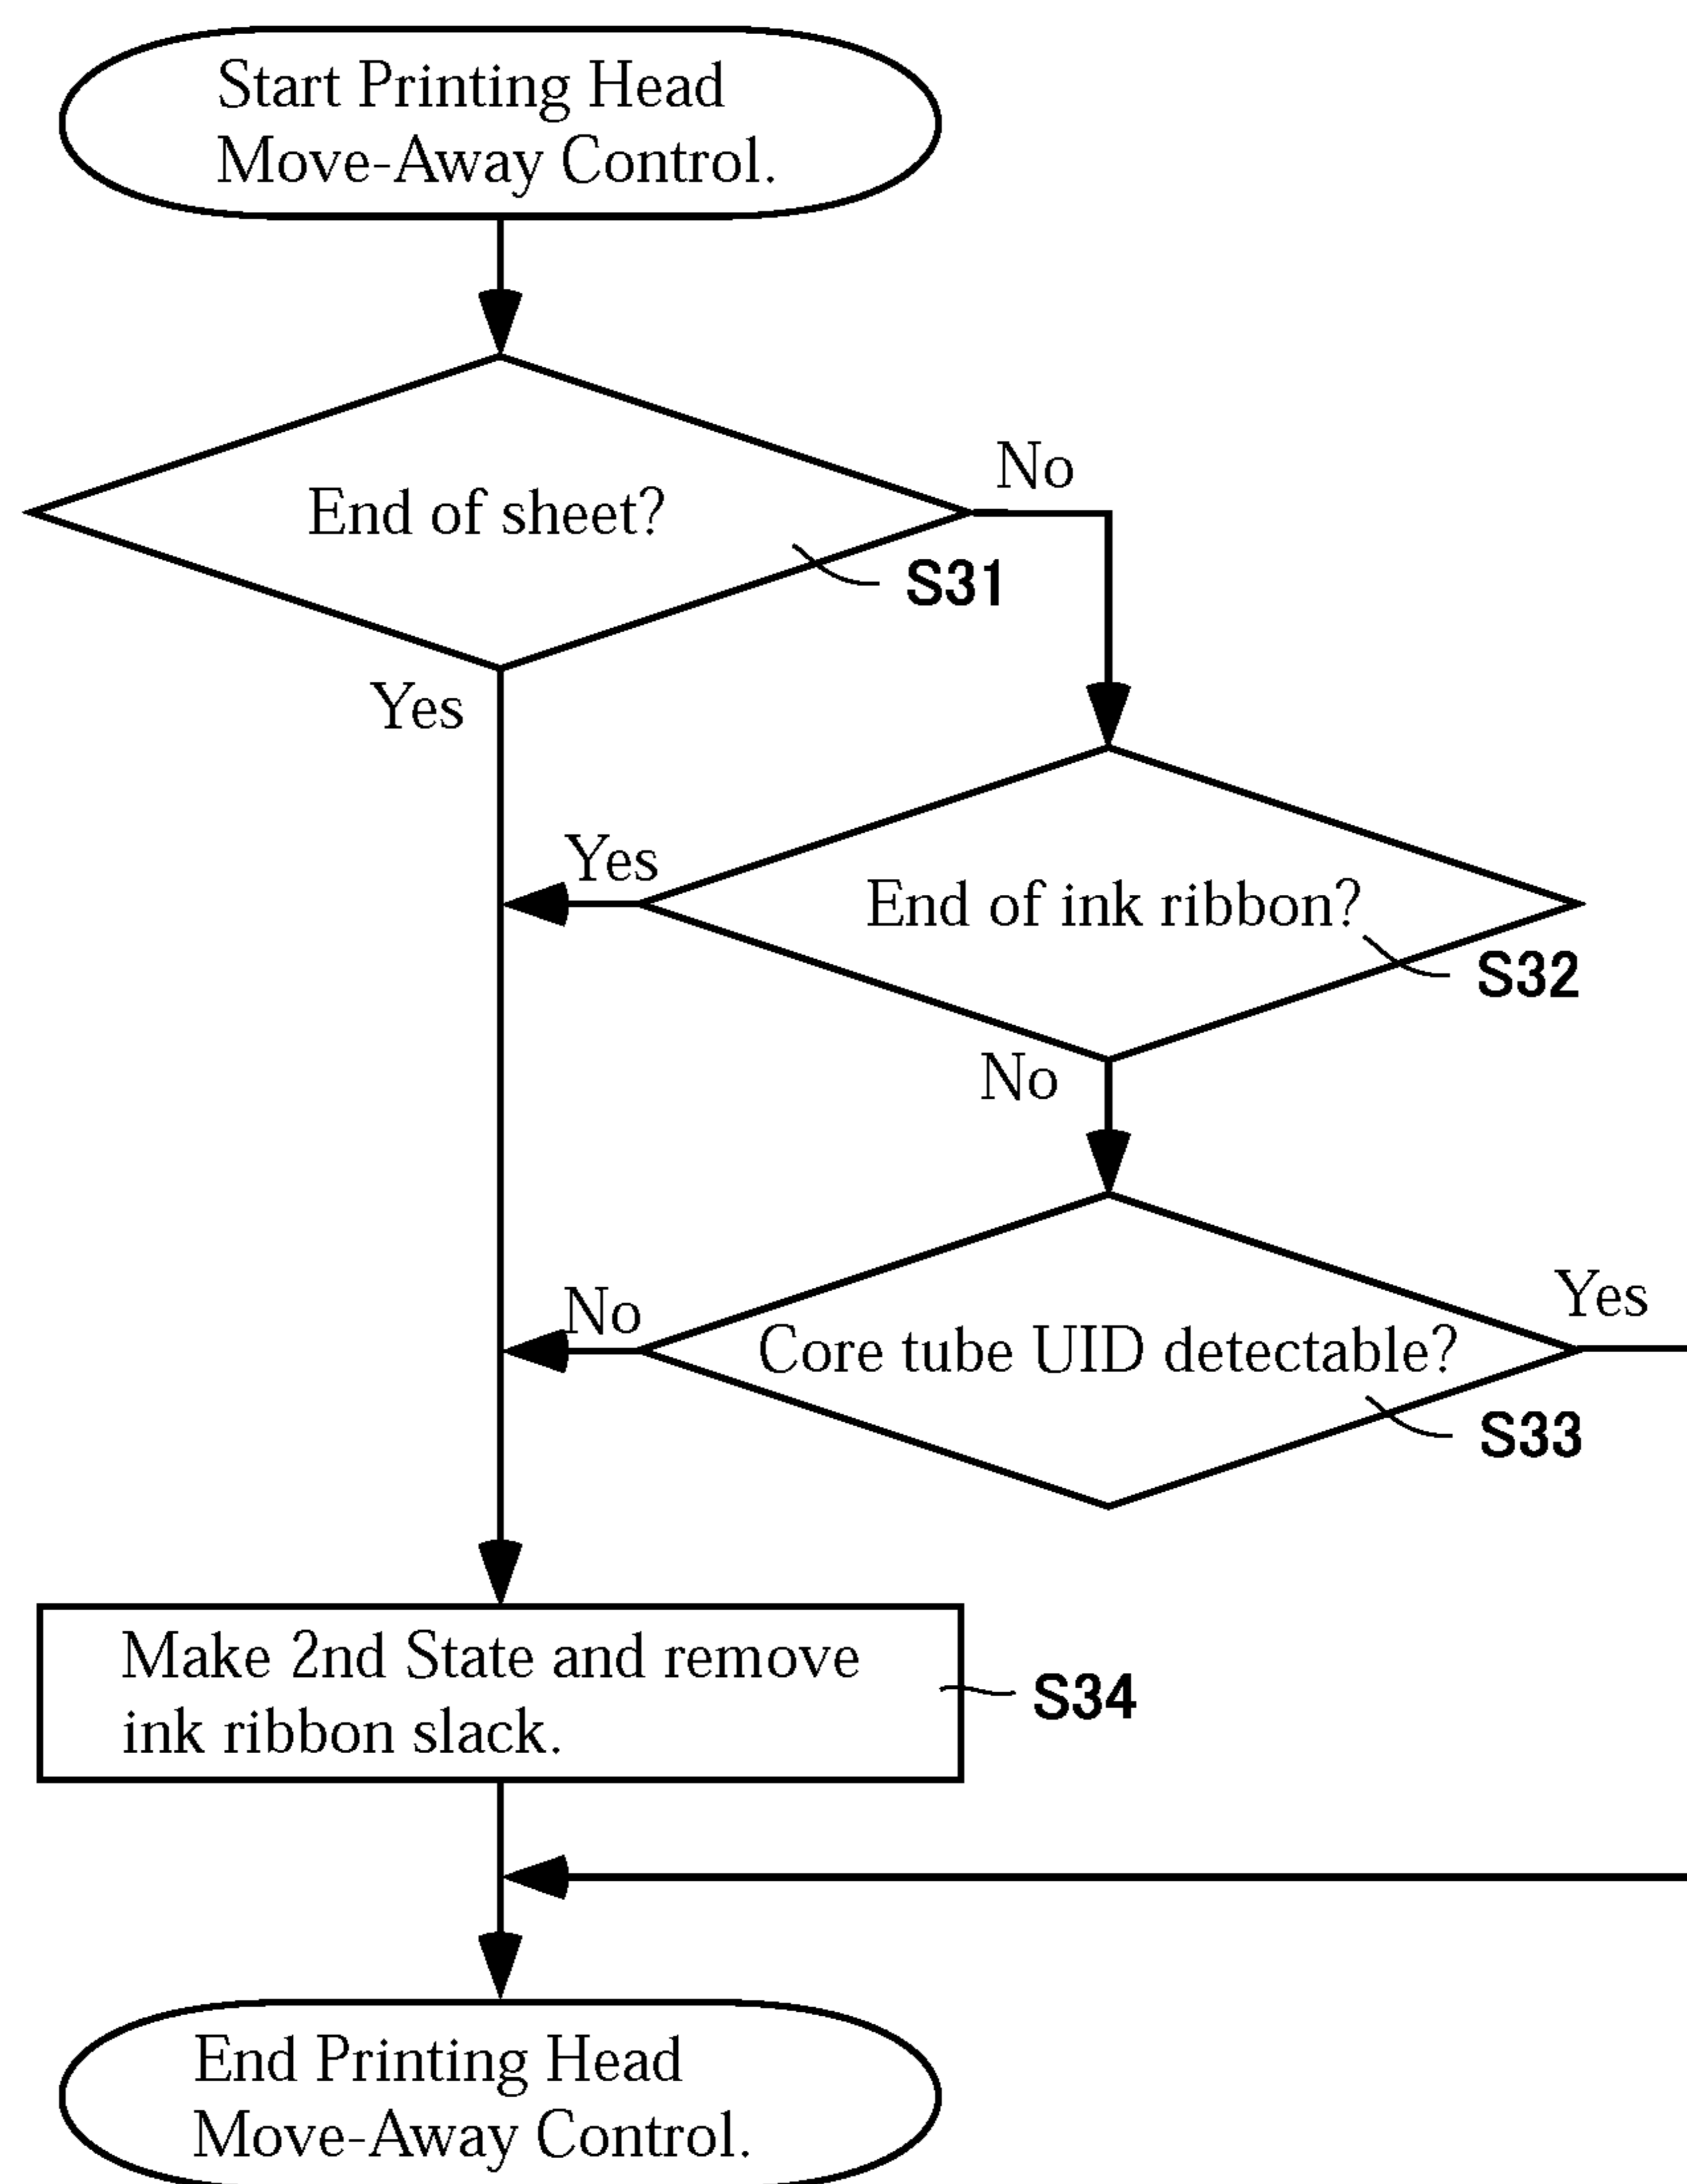 Start Printing Head
Move-Away Control.
No
End of sheet?
S31
Yes
Yes
End of ink ribbon?
S32
No
No
Yes
Core tube UID detectable?
S33
Make 2nd State and remove
ink ribbon slack.
S34
End Printing Head
Move-Away Control.